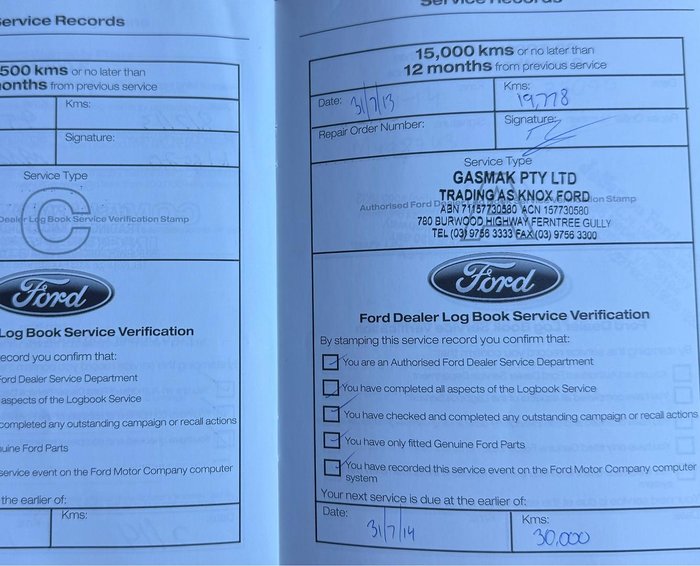 ervice Records
500 kms or no later than
onths from previous service
Kms:
Signature:
Service Type
C
Dealer Log Book Service Verification Stamp
Ford
Log Book Service Verification
ecord you confirm that:
Ford Dealer Service Department
aspects of the Logbook Service
completed any outstanding campaign or recall actions
uine Ford Parts
service event on the Ford Motor Company computer
the earlier of:
Kms:
Service Records
15,000 kms or no later than
12 months from previous service
Date: 31/7/13
Kms: 19,778
Repair Order Number:
Signature:
Service Type
A
Authorised Ford De
n Stamp
GASMAK PTY LTD
TRADING AS KNOX FORD
ABN 71157730580 ACN 157730580
780 BURWOOD HIGHWAY FERNTREE GULLY
TEL (03) 9756 3333 FAX (03) 9756 3300
Ford
Ford Dealer Log Book Service Verification
By stamping this service record you confirm that:
You are an Authorised Ford Dealer Service Department
You have completed all aspects of the Logbook Service
You have checked and completed any outstanding campaign or recall actions
You have only fitted Genuine Ford Parts
You have recorded this service event on the Ford Motor Company computer
system
Your next service is due at the earlier of:
Date: 31/7/14
Kms: 30,000